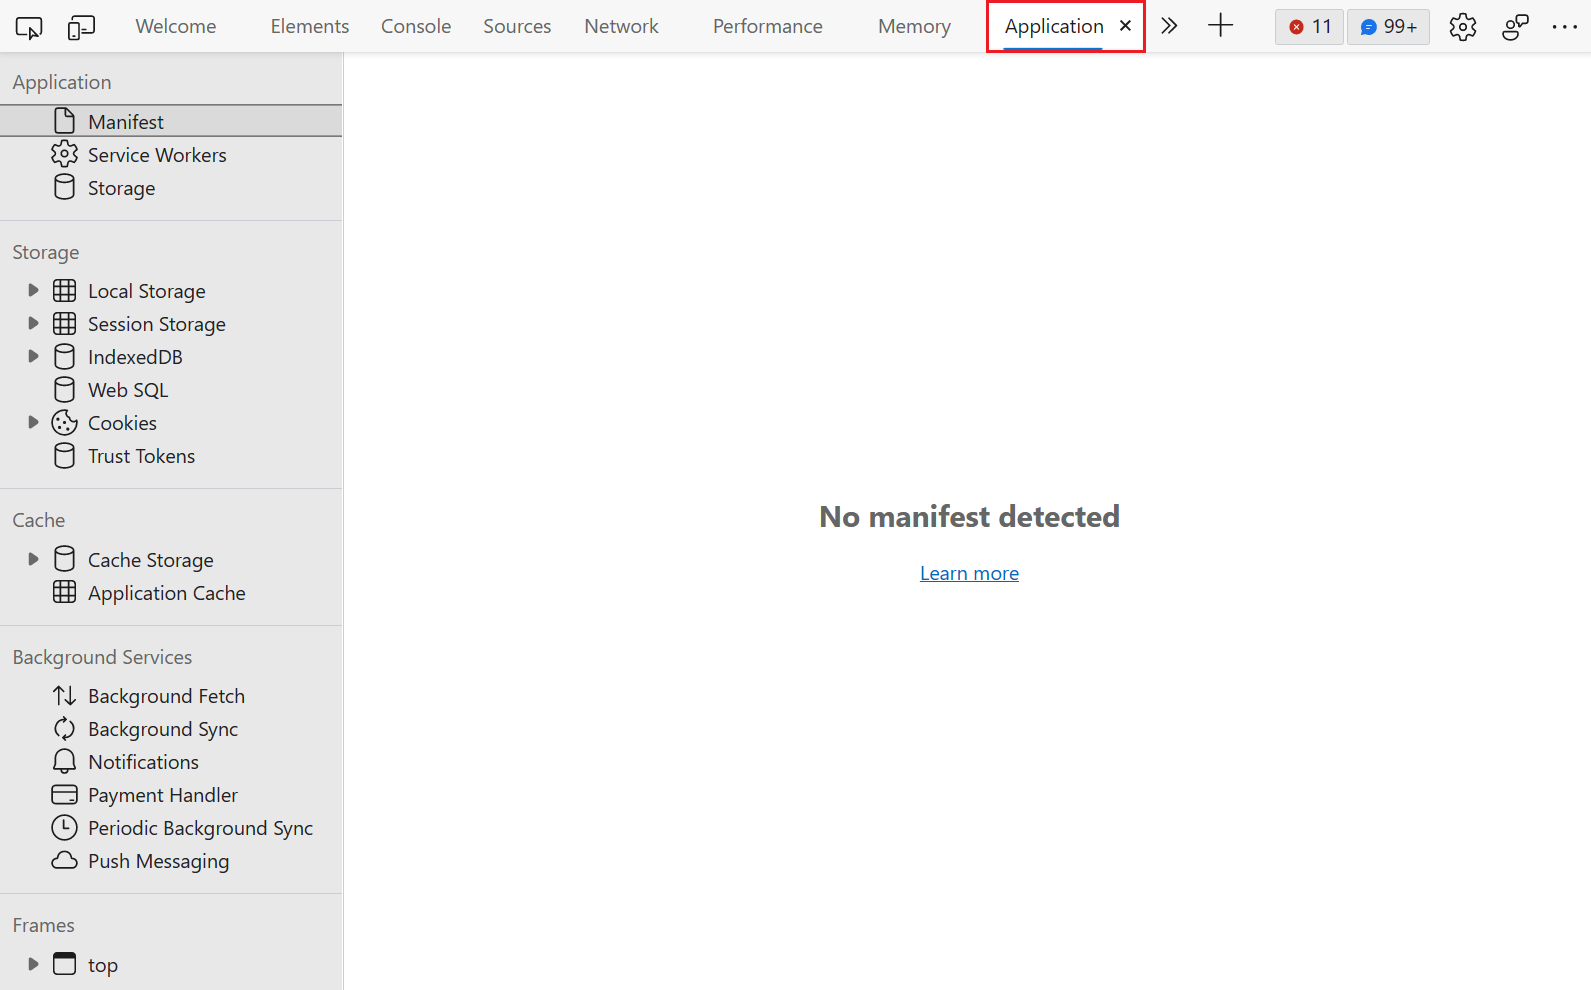 Welcome Elements Console Sources Network Performance Memory Application 11 99+
Application
Manifest
Service Workers
Storage
Storage
Local Storage
Session Storage
IndexedDB
Web SQL
Cookies
Trust Tokens
Cache
Cache Storage
Application Cache
Background Services
Background Fetch
Background Sync
Notifications
Payment Handler
Periodic Background Sync
Push Messaging
Frames
top
No manifest detected
Learn more